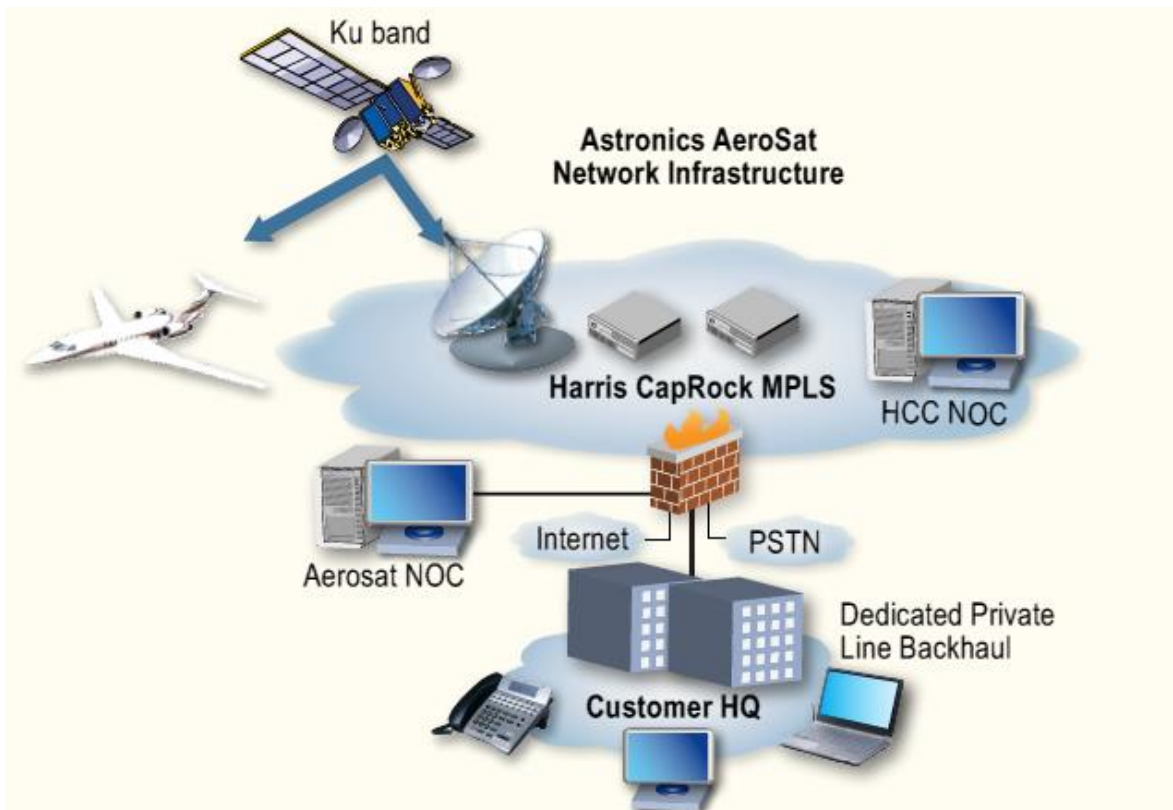 Ku band
Astronics AeroSat
Network Infrastructure
Harris CapRock MPLS
HCC NOC
Internet
PSTN
Aerosat NOC
Dedicated Private
Line Backhaul
Customer HQ